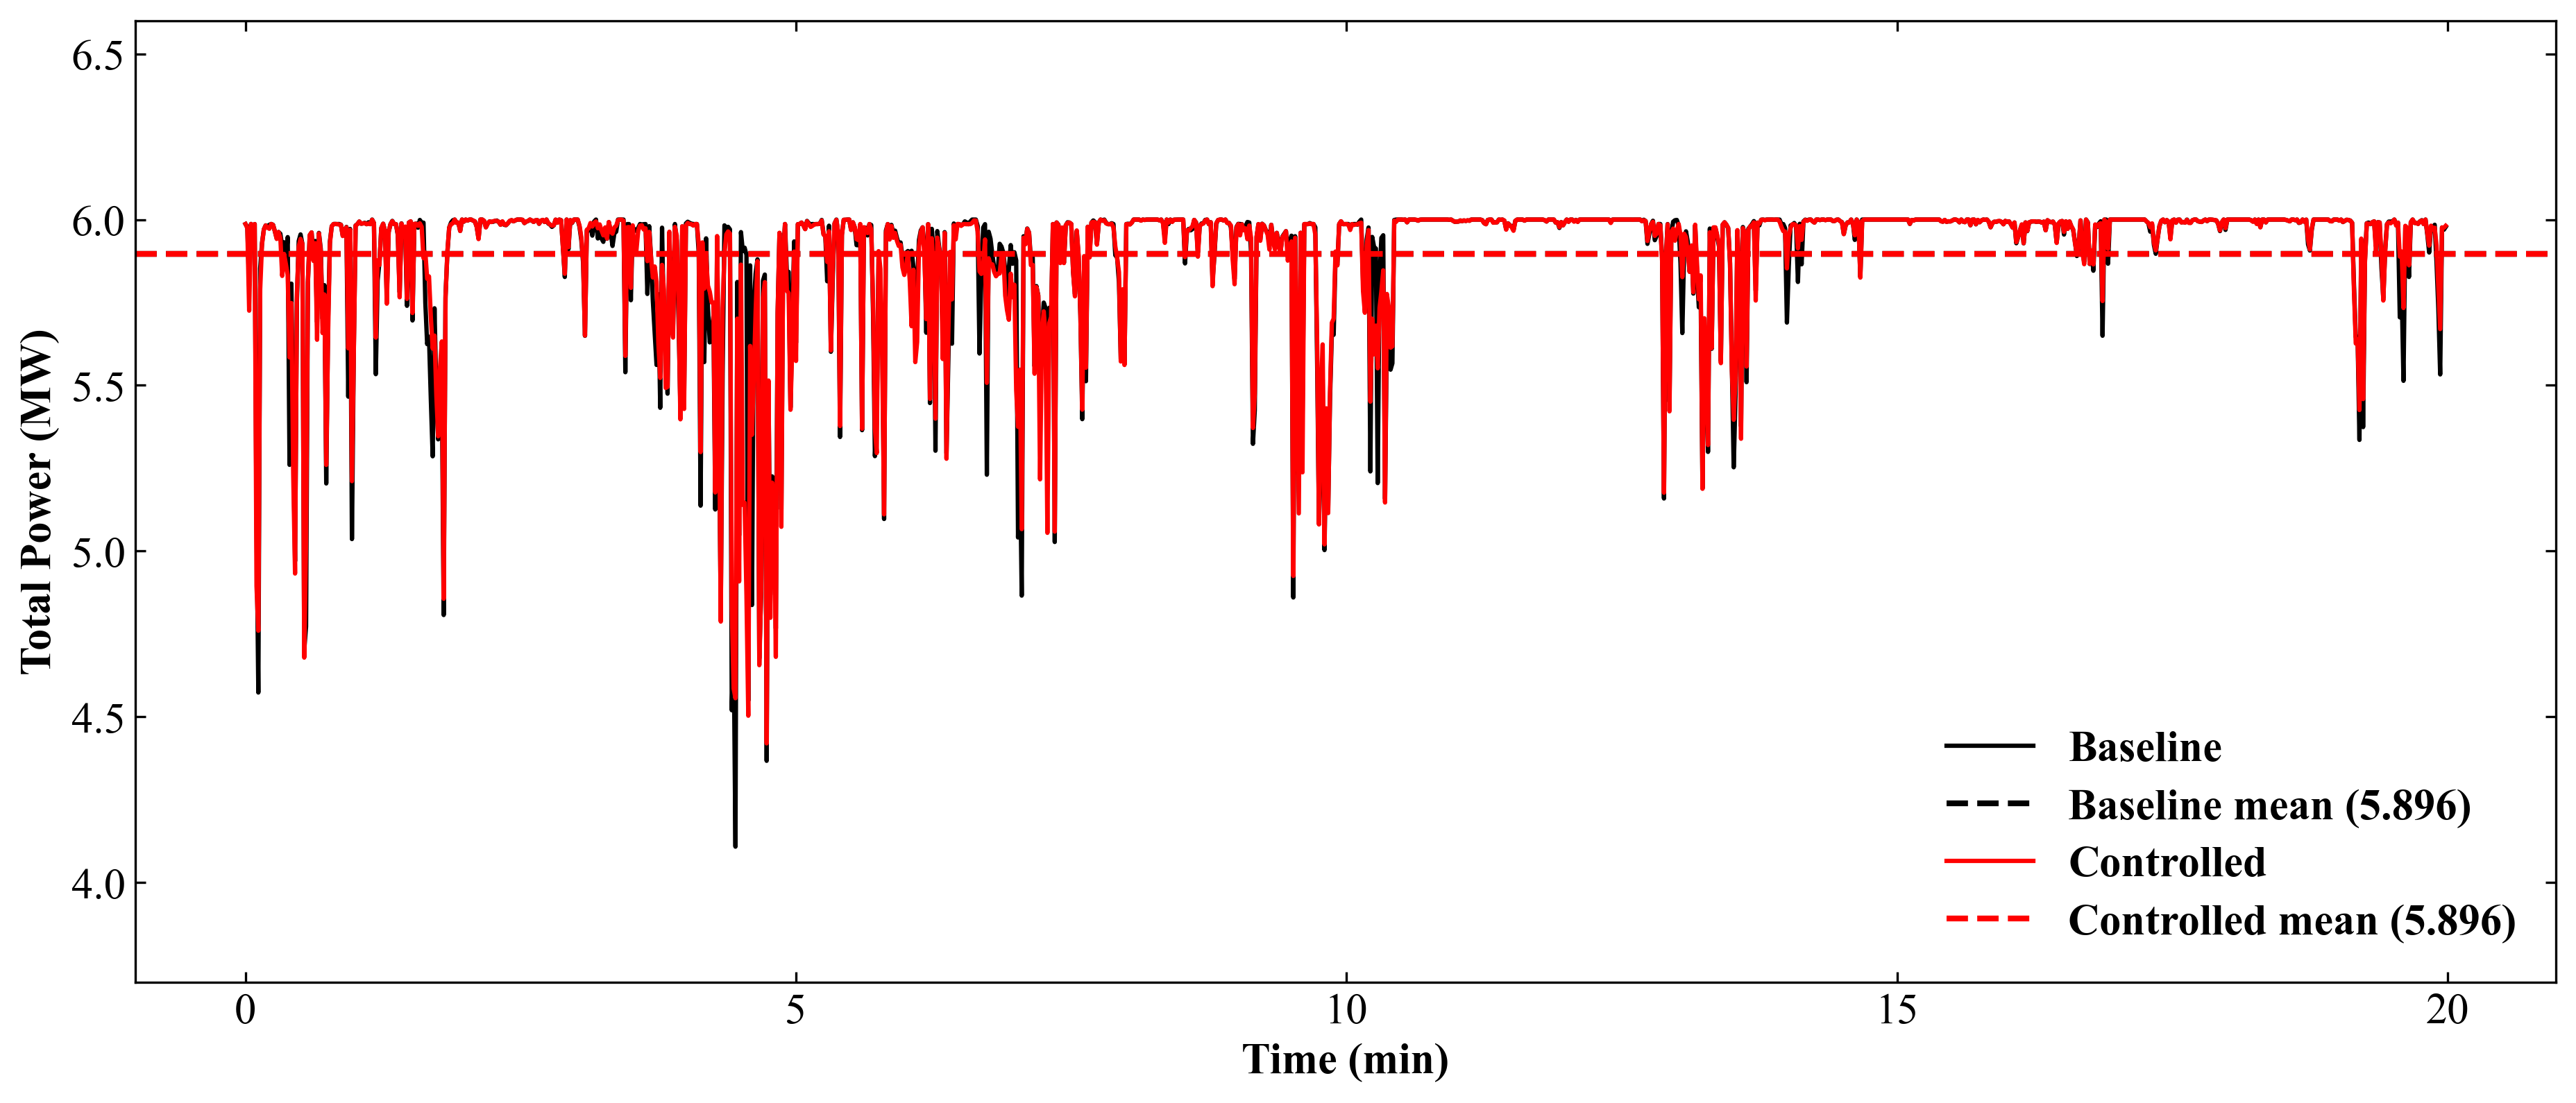 6.5
6.0
5.5
5.0
4.5
4.0
Total Power (MW)
Baseline
Baseline mean (5.896)
Controlled
Controlled mean (5.896)
0
5
10
15
20
Time (min)